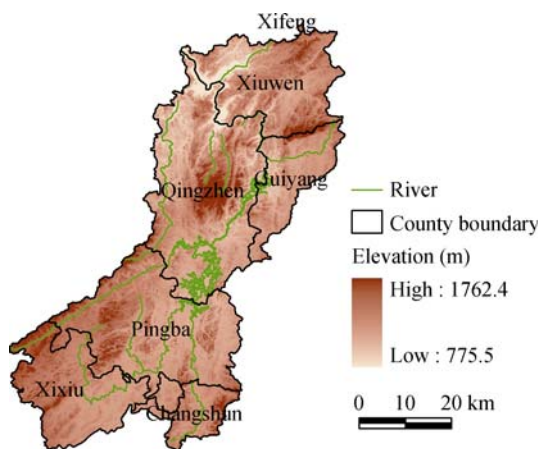 Xifeng
Xiuwen
Qingzhen
Guiyang
Pingba
Xixiu
Changshun
River
County boundary
Elevation (m)
High : 1762.4
Low : 775.5
0 10 20 km